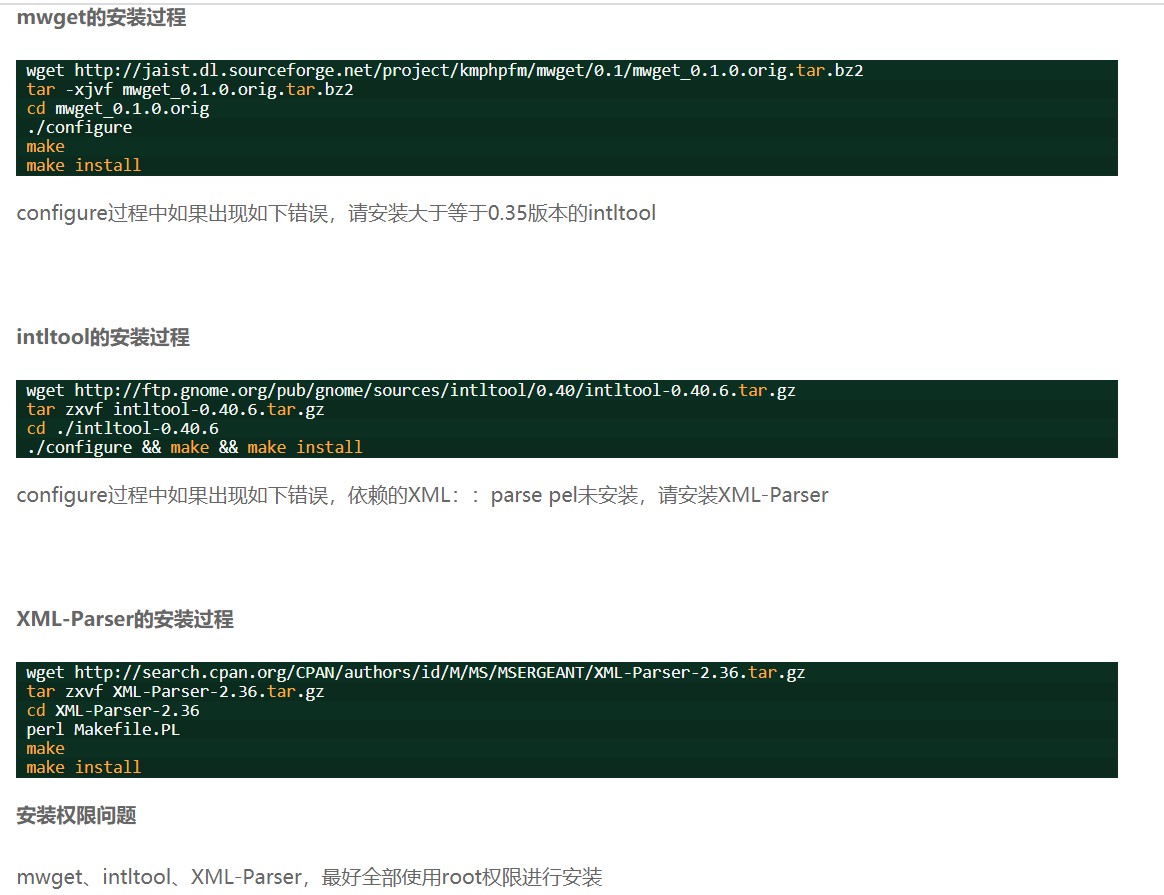 mwget的安装过程
wget http://jaist.dl.sourceforge.net/project/kmphpfm/mwget/0.1/mwget_0.1.0.orig.tar.bz2
tar -xjvf mwget_0.1.0.orig.tar.bz2
cd mwget_0.1.0.orig
./configure
make
make install
configure过程中如果出现如下错误，请安装大于等于0.35版本的intltool
intltool的安装过程
wget http://ftp.gnome.org/pub/gnome/sources/intltool/0.40/intltool-0.40.6.tar.gz
tar zxvf intltool-0.40.6.tar.gz
cd ./intltool-0.40.6
./configure && make && make install
configure过程中如果出现如下错误，依赖的XML：：parse pel未安装，请安装XML-Parser
XML-Parser的安装过程
wget http://search.cpan.org/CPAN/authors/id/M/MS/MSERGEANT/XML-Parser-2.36.tar.gz
tar zxvf XML-Parser-2.36.tar.gz
cd XML-Parser-2.36
perl Makefile.PL
make
make install
安装权限问题
mwget、intltool、XML-Parser，最好全部使用root权限进行安装